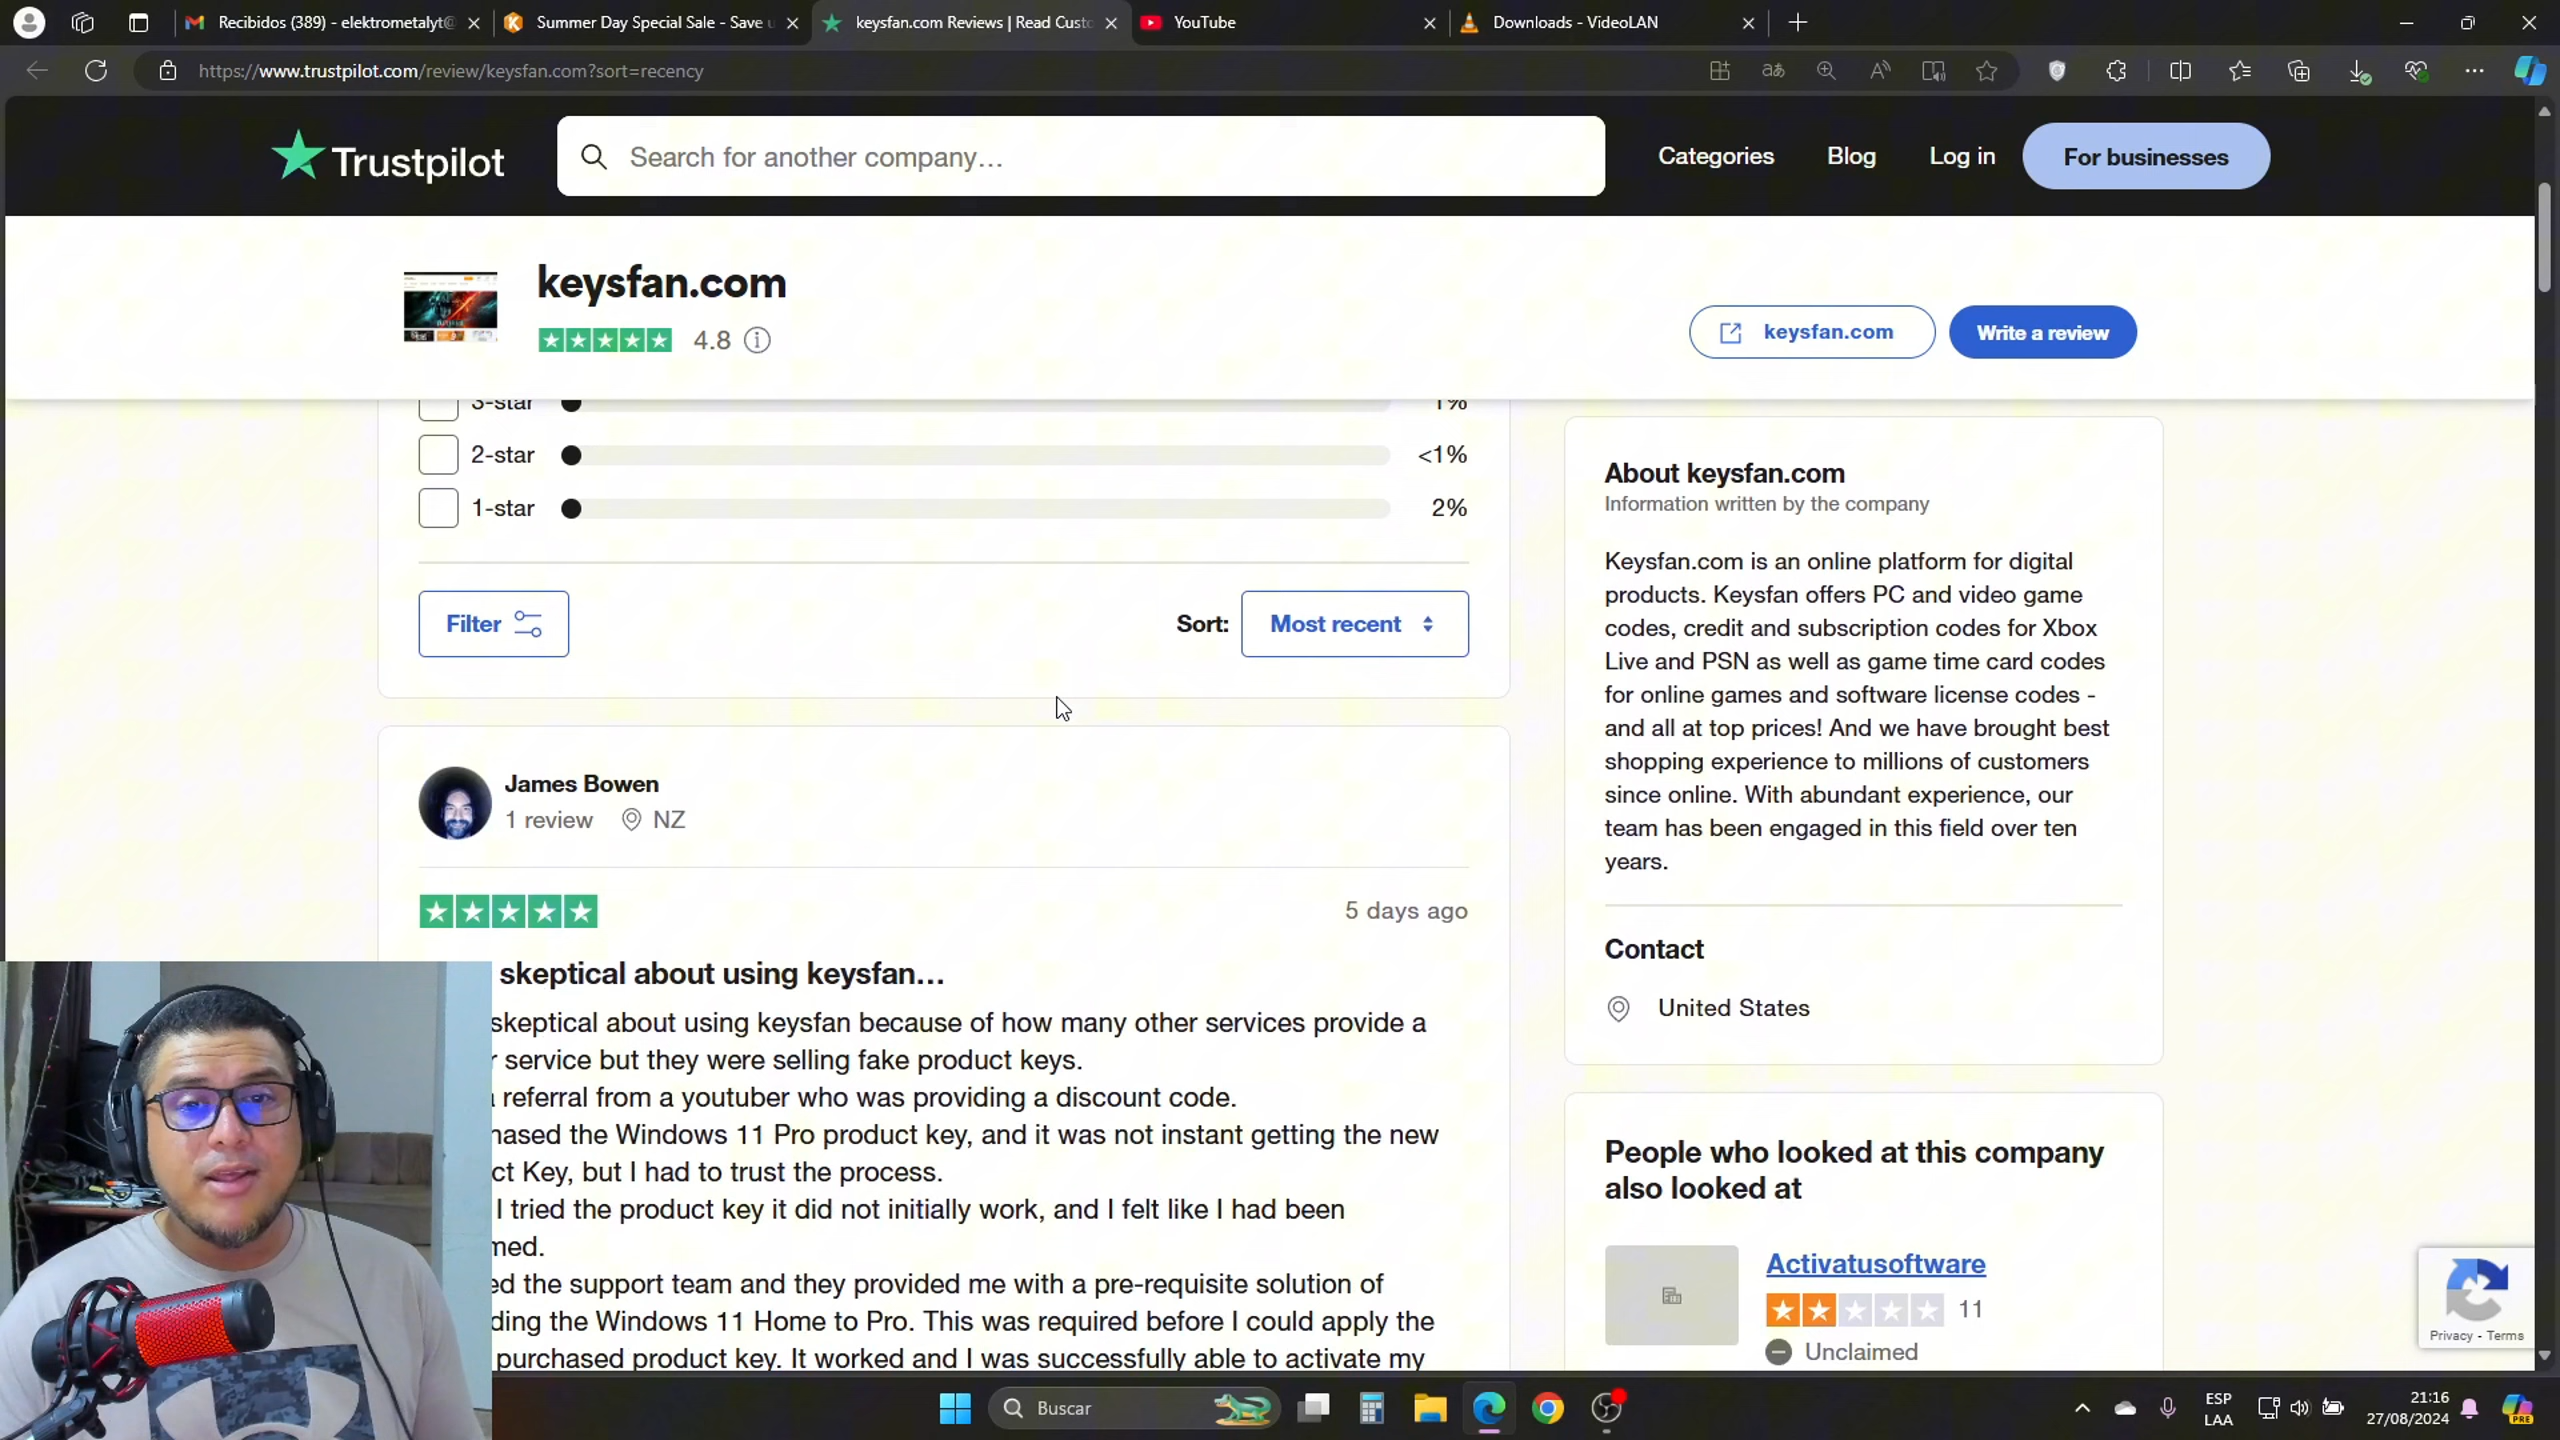 Recibidos (389) - elektrometalyt@
Summer Day Special Sale - Save u
keysfan.com Reviews | Read Custo
YouTube
Downloads - VideoLAN
https://www.trustpilot.com/review/keysfan.com?sort=recency
Trustpilot
Search for another company…
Categories
Blog
Log in
For businesses
keysfan.com
4.8
keysfan.com
Write a review
3-star
1%
2-star
<1%
1-star
2%
Filter
Sort:
Most recent
James Bowen
1 review
NZ
5 days ago
skeptical about using keysfan…
skeptical about using keysfan because of how many other services provide a
service but they were selling fake product keys.
referral from a youtuber who was providing a discount code.
the Windows 11 Pro product key, and it was not instant getting the new
Key, but I had to trust the process.
I tried the product key it did not initially work, and I felt like I had been
the support team and they provided me with a pre-requisite solution of
the Windows 11 Home to Pro. This was required before I could apply the
purchased product key. It worked and I was successfully able to activate my
About keysfan.com
Information written by the company
Keysfan.com is an online platform for digital
products. Keysfan offers PC and video game
codes, credit and subscription codes for Xbox
Live and PSN as well as game time card codes
for online games and software license codes -
and all at top prices! And we have brought best
shopping experience to millions of customers
since online. With abundant experience, our
team has been engaged in this field over ten
years.
Contact
United States
People who looked at this company
also looked at
Activatusoftware
11
Unclaimed
Privacy - Terms
Buscar
ESP
LAA
21:16
27/08/2024
PRE